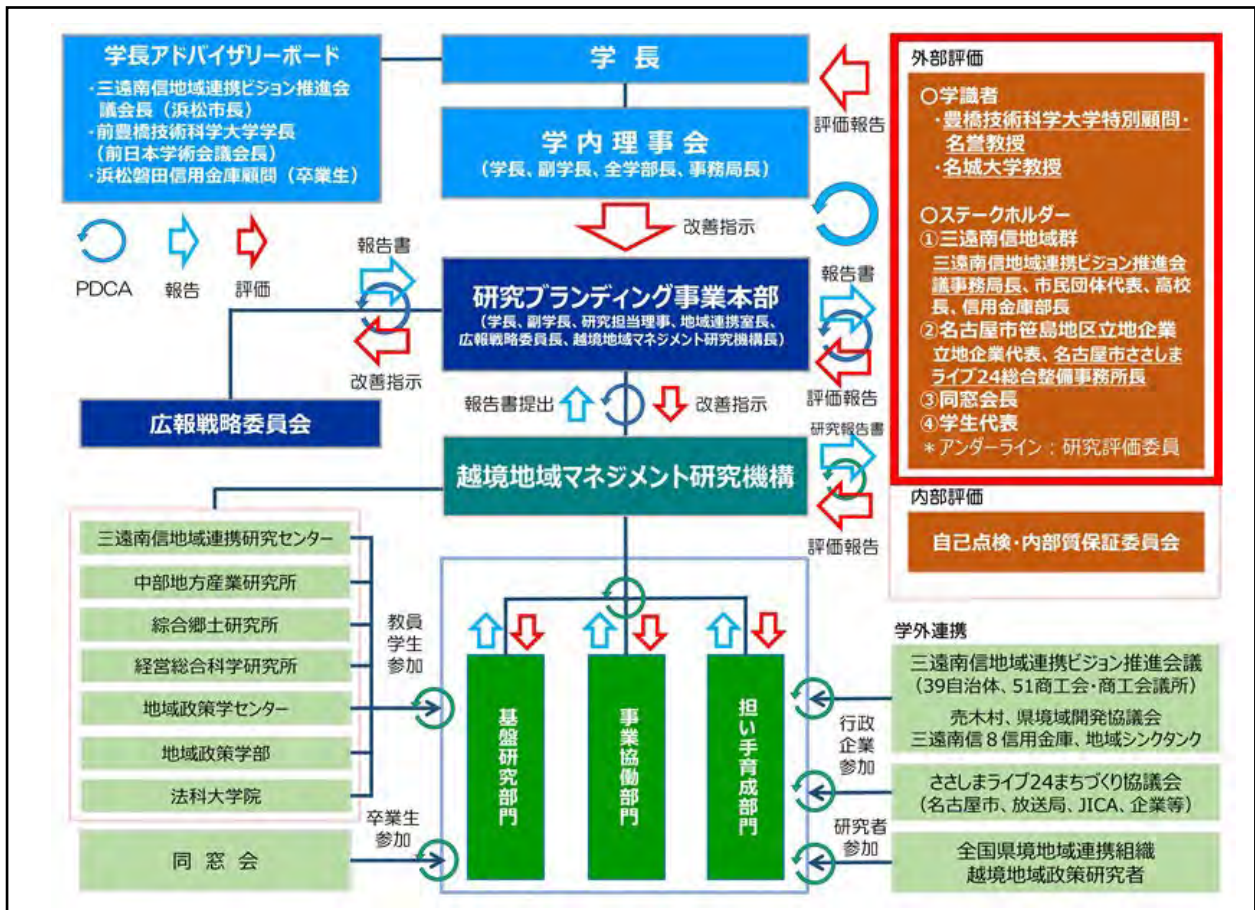 学長アドバイザリーボード
・三遠南信地域連携ビジョン推進会
議会長（浜松市長）
・前豊橋技術科学大学学長
(前日本学術会議会長）
・浜松磐田信用金庫顧問（卒業生）
学 長
学 内 理 事 会
(学長、副学長、全学部長、事務局長）
評価報告
外部評価
○学識者
・豊橋技術科学大学特別顧問・
名誉教授
・名城大学教授
○ステークホルダー
①三遠南信地域群
三遠南信地域連携ビジョン推進会
議事務局長、市民団体代表、高校
長、信用金庫部長
②名古屋市笹島地区立地企業
立地企業代表、名古屋市ささしま
ライブ24総合整備事務所長
③同窓会長
④学生代表
＊アンダーライン：研究評価委員
PDCA
報告
評価
改善指示
報告書
改善指示
研究ブランディング事業本部
(学長、副学長、研究担当理事、地域連携室長、
広報戦略委員長、越境地域マネジメント研究機構長）
報告書
評価報告
広報戦略委員会
報告書提出
改善指示
越境地域マネジメント研究機構
研究報告書
評価報告
内部評価
自己点検・内部質保証委員会
三遠南信地域連携研究センター
中部地方産業研究所
綜合郷土研究所
経営総合科学研究所
地域政策学センター
地域政策学部
法科大学院
同 窓 会
教員
学生
参加
卒業生
参加
基盤研究部門
事業協働部門
担い手育成部門
行政
企業
参加
研究者
参加
学外連携
三遠南信地域連携ビジョン推進会議
（39自治体、51商工会・商工会議所）
売木村、県境域開発協議会
三遠南信８信用金庫、地域シンクタンク
ささしまライブ24まちづくり協議会
（名古屋市、放送局、JICA、企業等）
全国県境地域連携組織
越境地域政策研究者